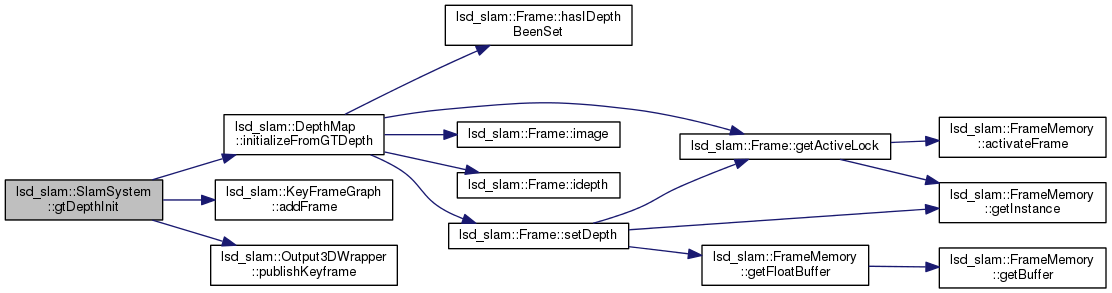 lsd_slam::Frame::hasIDepth
BeenSet
lsd_slam::DepthMap
::initializeFromGTDepth
lsd_slam::Frame::image
lsd_slam::Frame::getActiveLock
lsd_slam::FrameMemory
::activateFrame
lsd_slam::SlamSystem
::gtDepthInit
lsd_slam::KeyFrameGraph
::addFrame
lsd_slam::Frame::idepth
lsd_slam::FrameMemory
::getInstance
lsd_slam::Frame::setDepth
lsd_slam::Output3DWrapper
::publishKeyframe
lsd_slam::FrameMemory
::getFloatBuffer
lsd_slam::FrameMemory
::getBuffer